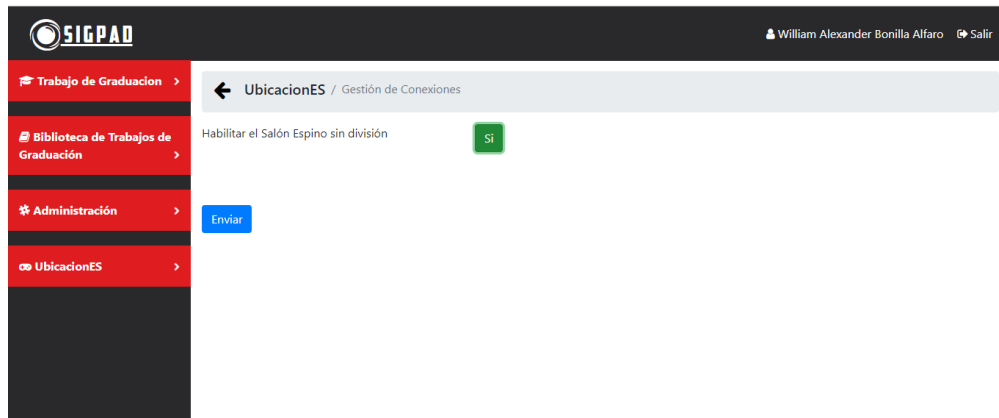 SIGPAD
William Alexander Bonilla Alfaro Salir
Trabajo de Graduacion
UbicacionES / Gestión de Conexiones
Biblioteca de Trabajos de
Graduación
Habilitar el Salón Espino sin división Si
Administración
Enviar
UbicacionES